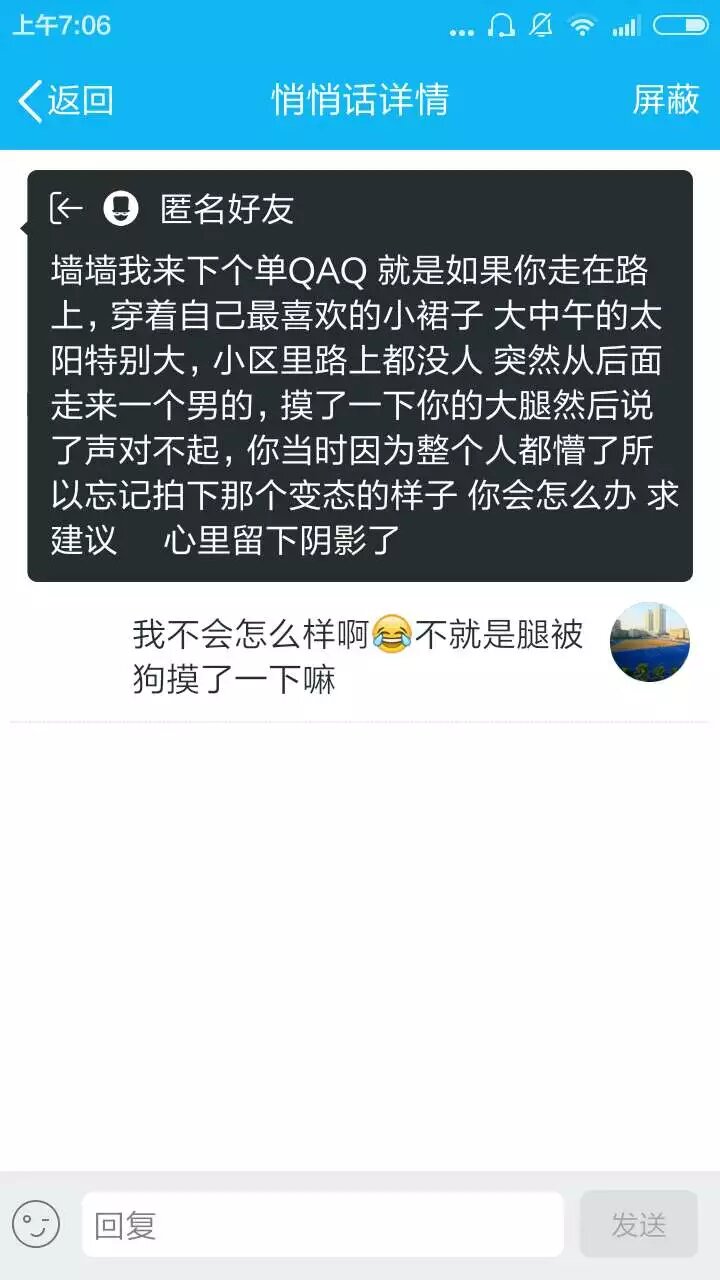 上午7:06
返回
悄悄话详情
屏蔽
匿名好友
墙墙我来下个单QAQ 就是如果你走在路
上，穿着自己最喜欢的小裙子 大中午的太
阳特别大，小区里路上都没人 突然从后面
走来一个男的，摸了一下你的大腿然后说
了声对不起，你当时因为整个人都懵了所
以忘记拍下那个变态的样子 你会怎么办 求
建议 心里留下阴影了
我不会怎么样啊😂不就是腿被
狗摸了一下嘛
回复
发送